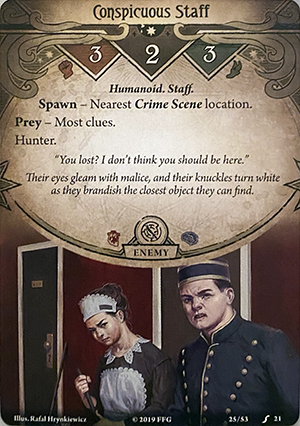 Conspicuous Staff
3 2 3
Humanoid. Staff.
Spawn – Nearest Crime Scene location.
Prey – Most clues.
Hunter.
"You lost? I don't think you should be here."
Their eyes gleam with malice, and their knuckles turn white
as they brandish the closest object they can find.
ENEMY
Illus. Rafał Hrynkiewicz © 2019 FFG 25/53 21